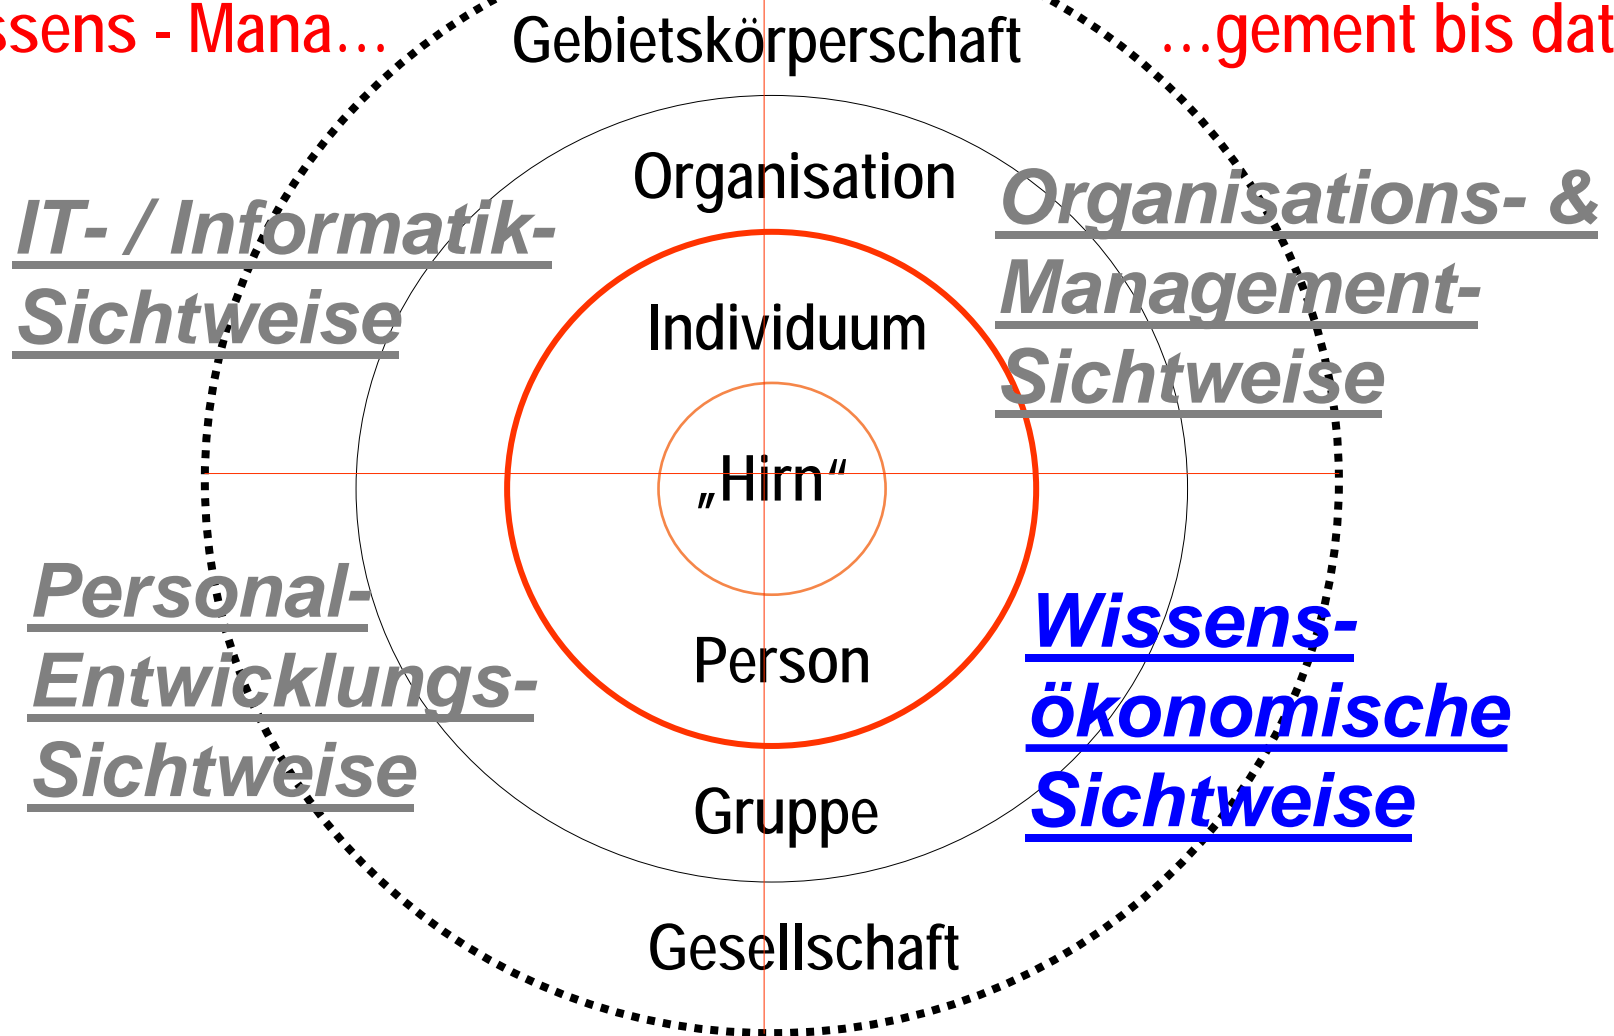 ssens - Mana…
…gement bis dat
Gebietskörperschaft
Organisation
IT- / Informatik-
Sichtweise
Organisations- &
Management-
Sichtweise
Individuum
„Hirn“
Personal-
Entwicklungs-
Sichtweise
Person
Wissens-
ökonomische
Sichtweise
Gruppe
Gesellschaft